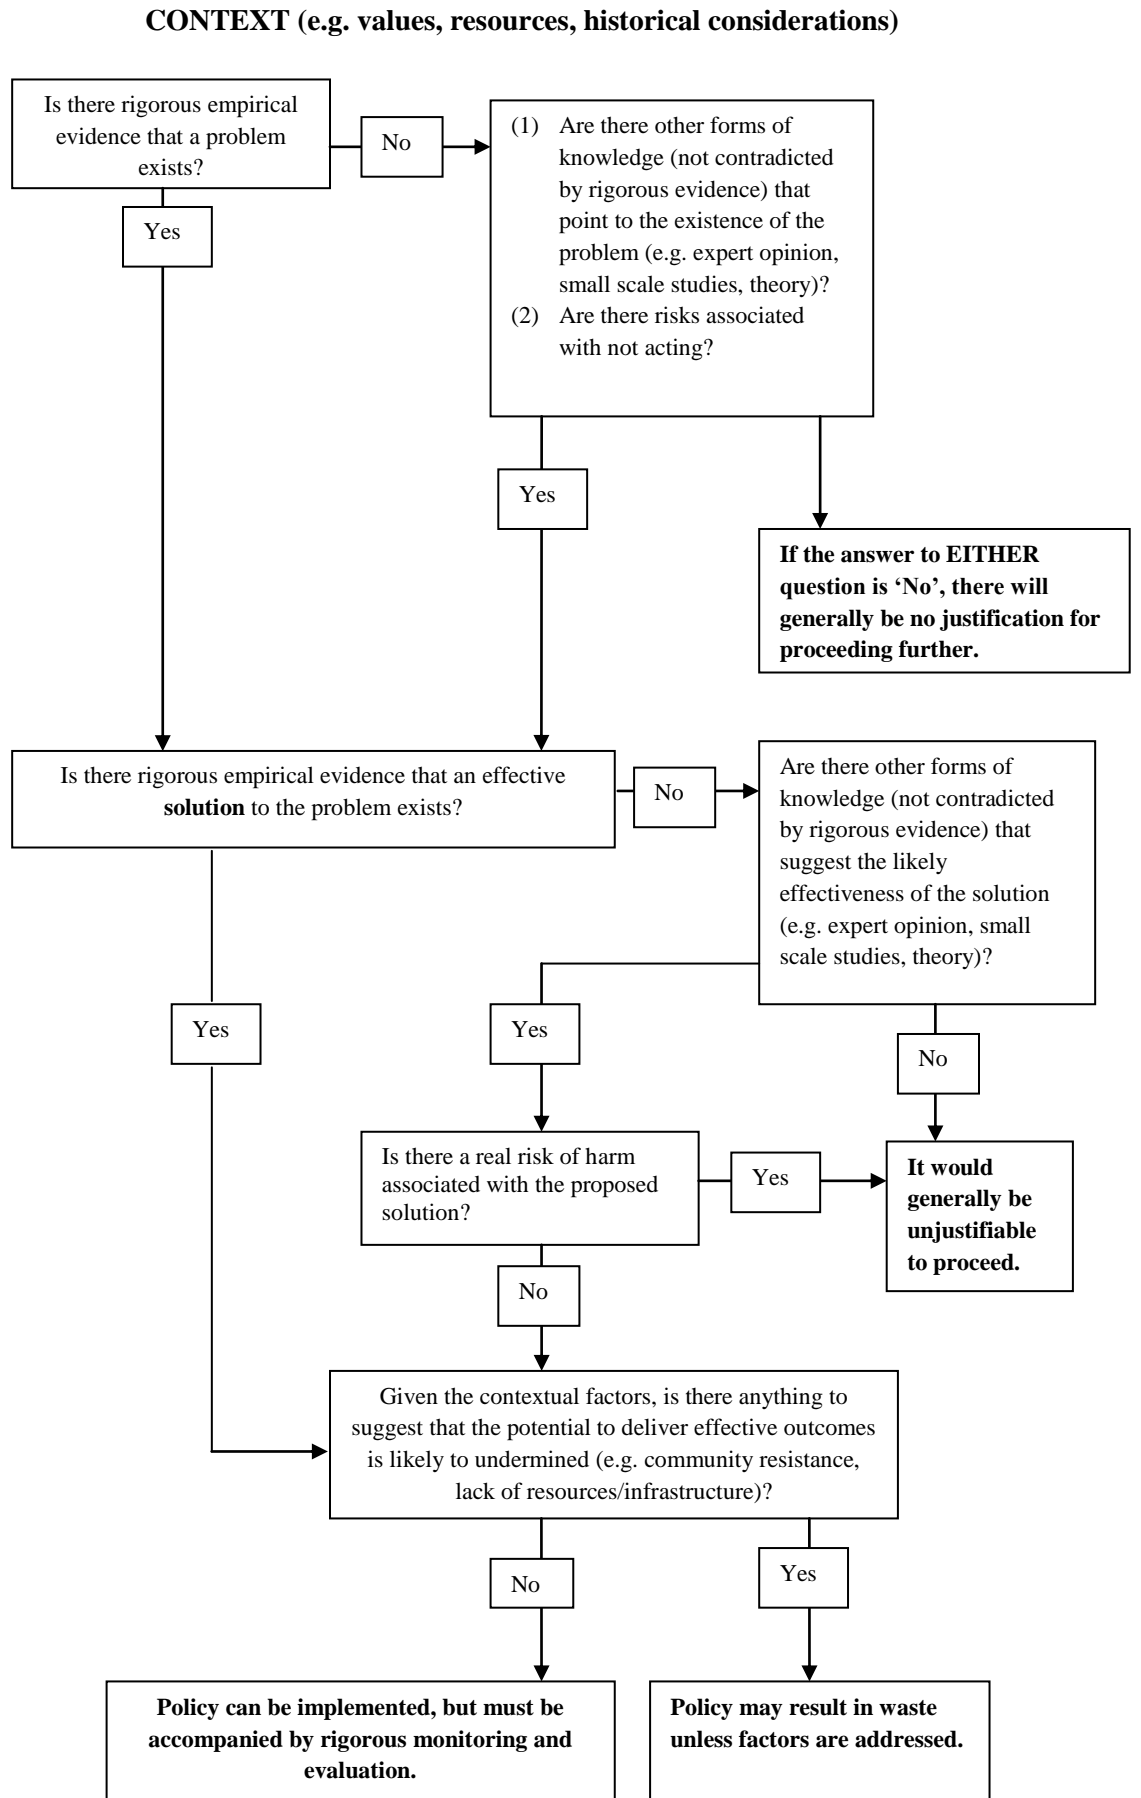 CONTEXT (e.g. values, resources, historical considerations)
Is there rigorous empirical
evidence that a problem
exists?
No
(1) Are there other forms of
knowledge (not contradicted
by rigorous evidence) that
point to the existence of the
problem (e.g. expert opinion,
small scale studies, theory)?
(2) Are there risks associated
with not acting?
Yes
Yes
If the answer to EITHER
question is ‘No’, there will
generally be no justification for
proceeding further.
Is there rigorous empirical evidence that an effective
solution to the problem exists?
No
Are there other forms of
knowledge (not contradicted
by rigorous evidence) that
suggest the likely
effectiveness of the solution
(e.g. expert opinion, small
scale studies, theory)?
Yes
Yes
No
Is there a real risk of harm
associated with the proposed
solution?
Yes
It would
generally be
unjustifiable
to proceed.
No
Given the contextual factors, is there anything to
suggest that the potential to deliver effective outcomes
is likely to undermined (e.g. community resistance,
lack of resources/infrastructure)?
No
Yes
Policy can be implemented, but must be
accompanied by rigorous monitoring and
evaluation.
Policy may result in waste
unless factors are addressed.